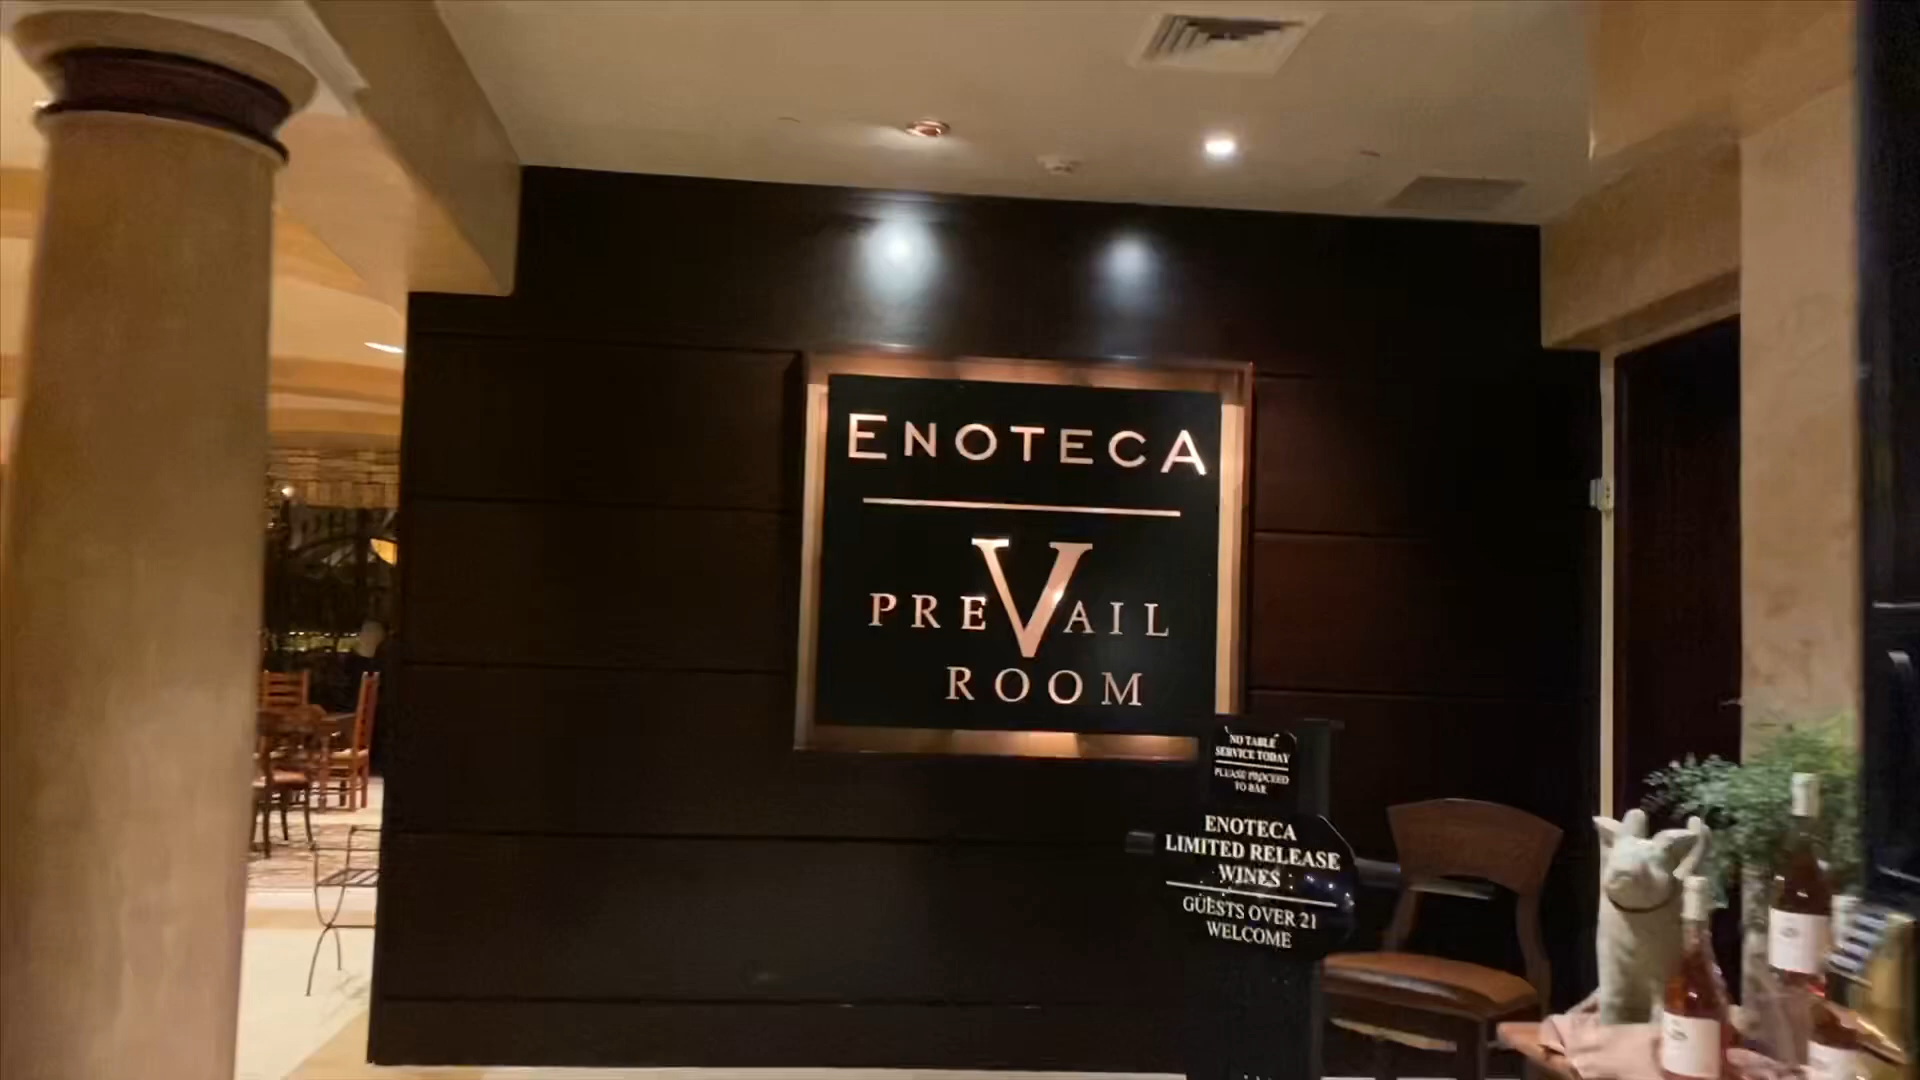 ENOTECA
PREVAIL
ROOM
NO TABLE
SERVICE TODAY
PLEASE PROCEED
TO BAR
ENOTECA
LIMITED RELEASE
WINES
GUESTS OVER 21
WELCOME